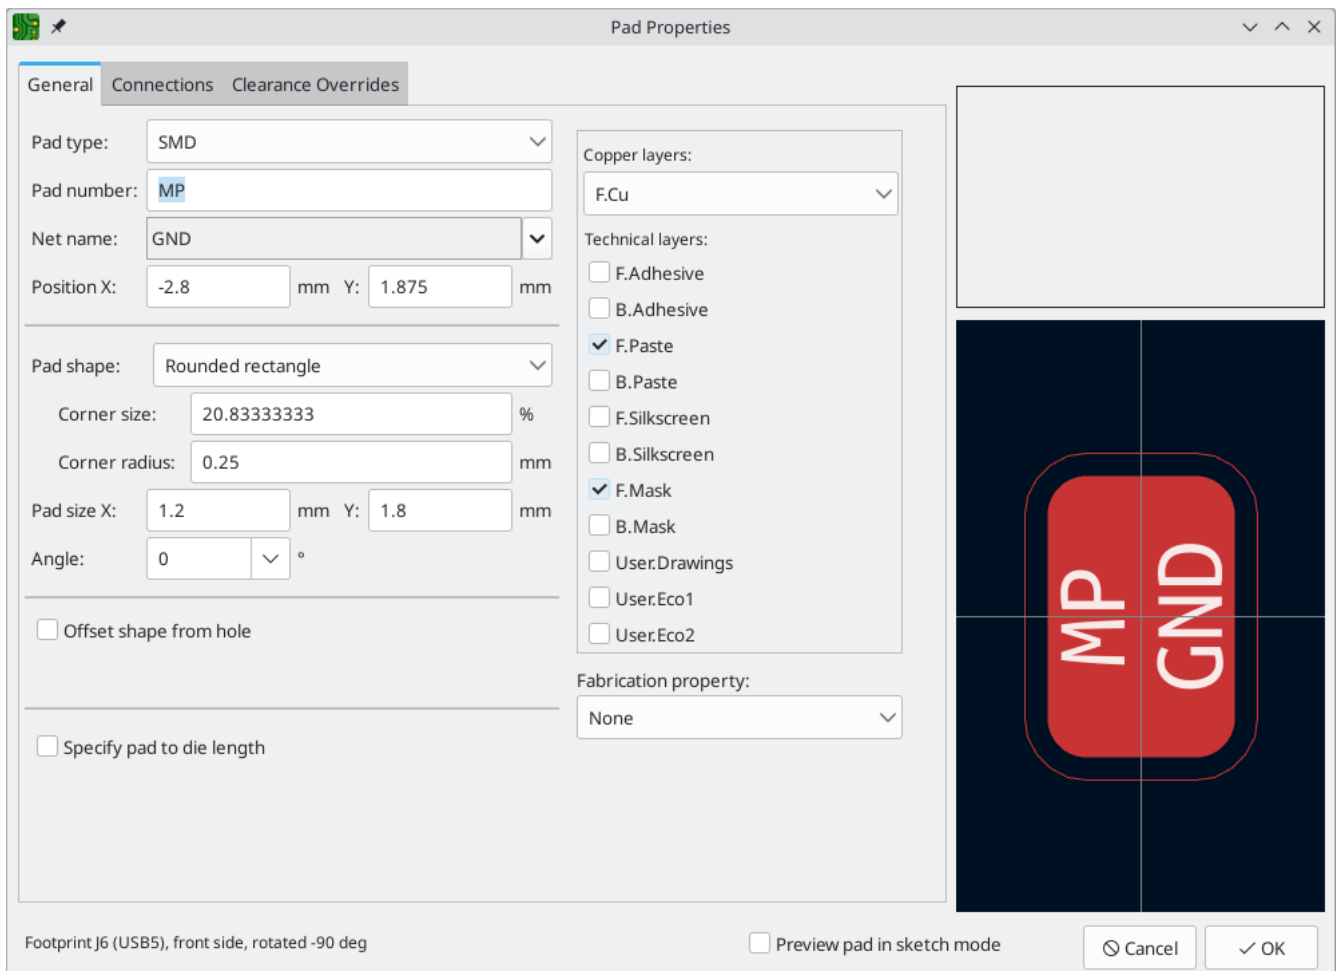 Pad Properties
General Connections Clearance Overrides
Pad type: SMD
Pad number: MP
Net name: GND
Position X: -2.8 mm Y: 1.875 mm
Pad shape: Rounded rectangle
Corner size: 20.83333333 %
Corner radius: 0.25 mm
Pad size X: 1.2 mm Y: 1.8 mm
Angle: 0 °
Offset shape from hole
Specify pad to die length
Copper layers:
F.Cu
Technical layers:
F.Adhesive
B.Adhesive
F.Paste
B.Paste
F.Silkscreen
B.Silkscreen
F.Mask
B.Mask
User.Drawings
User.Eco1
User.Eco2
Fabrication property:
None
MP
GND
Footprint J6 (USB5), front side, rotated -90 deg
Preview pad in sketch mode
Cancel
OK